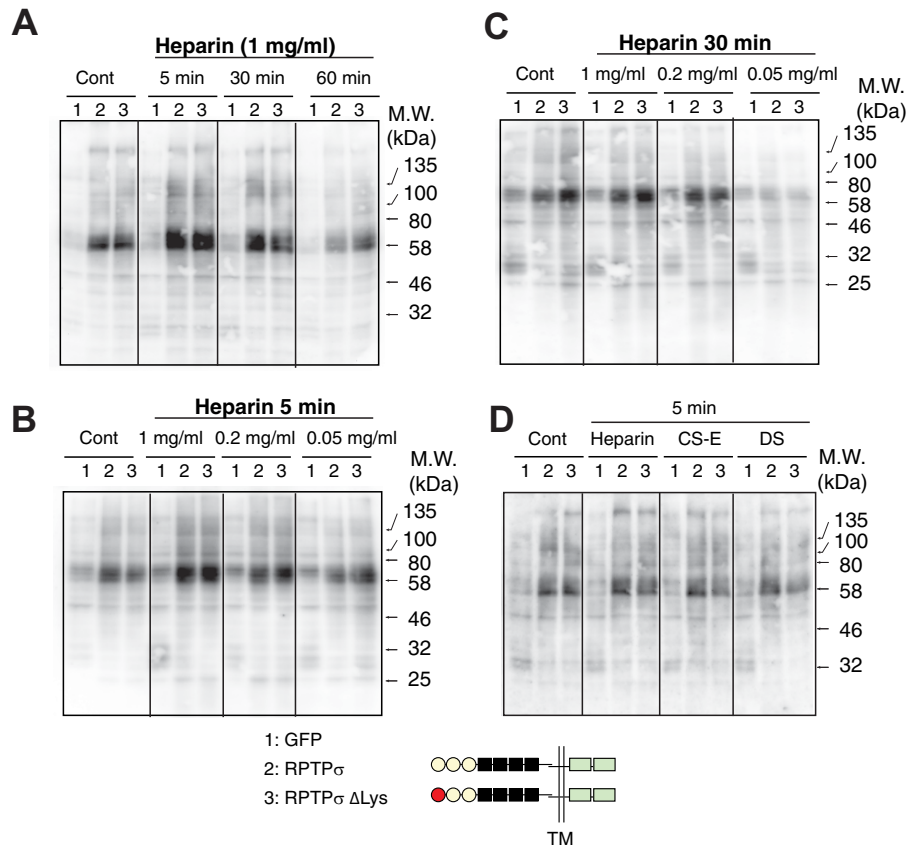 A
Heparin (1 mg/ml)
Cont 5 min 30 min 60 min
1 2 3 1 2 3 1 2 3 1 2 3
M.W.
(kDa)
135
100
80
58
46
32
B
Heparin 5 min
Cont 1 mg/ml 0.2 mg/ml 0.05 mg/ml
1 2 3 1 2 3 1 2 3 1 2 3
M.W.
(kDa)
135
100
80
58
46
32
25
C
Heparin 30 min
Cont 1 mg/ml 0.2 mg/ml 0.05 mg/ml
1 2 3 1 2 3 1 2 3 1 2 3
M.W.
(kDa)
135
100
80
58
46
32
25
D
5 min
Cont Heparin CS-E DS
1 2 3 1 2 3 1 2 3 1 2 3
M.W.
(kDa)
135
100
80
58
46
32
1: GFP
2: RPTPσ
3: RPTPσ ΔLys
TM